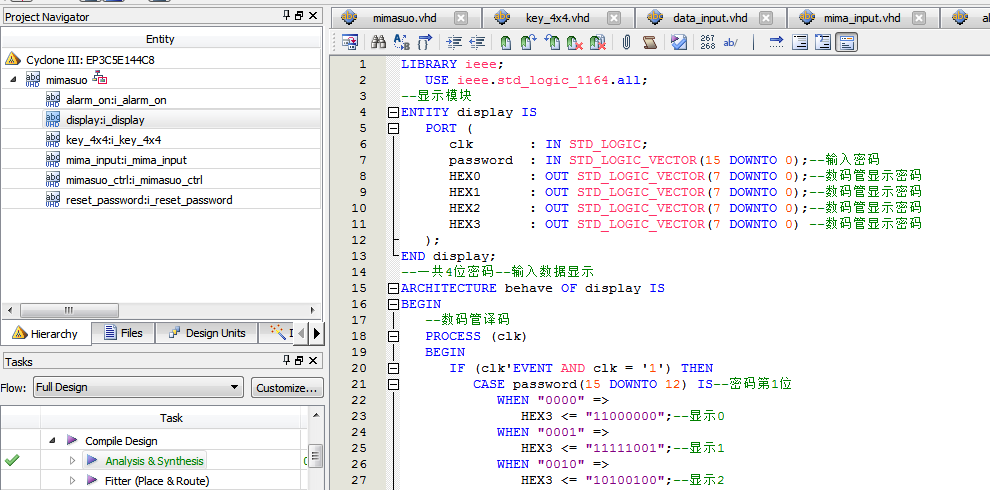 Project Navigator
Entity
Cyclone III: EP3C5E144C8
mimasuo
alarm_on:i_alarm_on
display:i_display
key_4x4:i_key_4x4
mima_input:i_mima_input
mimasuo_ctrl:i_mimasuo_ctrl
reset_password:i_reset_password
Hierarchy Files Design Units
Tasks
Flow: Full Design Customize...
Task
Compile Design
Analysis & Synthesis
Fitter (Place & Route)
mimasuo.vhd key_4x4.vhd data_input.vhd mima_input.vhd
267 268 ab/
1 LIBRARY ieee;
2 USE ieee.std_logic_1164.all;
3 --显示模块
4 ENTITY display IS
5 PORT (
6 clk : IN STD_LOGIC;
7 password : IN STD_LOGIC_VECTOR(15 DOWNTO 0);--输入密码
8 HEX0 : OUT STD_LOGIC_VECTOR(7 DOWNTO 0);--数码管显示密码
9 HEX1 : OUT STD_LOGIC_VECTOR(7 DOWNTO 0);--数码管显示密码
10 HEX2 : OUT STD_LOGIC_VECTOR(7 DOWNTO 0);--数码管显示密码
11 HEX3 : OUT STD_LOGIC_VECTOR(7 DOWNTO 0) --数码管显示密码
12 );
13 END display;
14 --一共4位密码--输入数据显示
15 ARCHITECTURE behave OF display IS
16 BEGIN
17 --数码管译码
18 PROCESS (clk)
19 BEGIN
20 IF (clk'EVENT AND clk = '1') THEN
21 CASE password(15 DOWNTO 12) IS--密码第1位
22 WHEN "0000" =>
23 HEX3 <= "11000000";--显示0
24 WHEN "0001" =>
25 HEX3 <= "11111001";--显示1
26 WHEN "0010" =>
27 HEX3 <= "10100100";--显示2